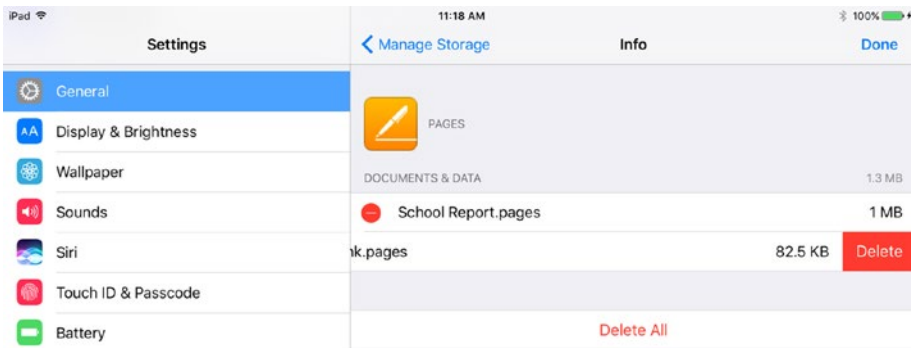 iPad 11:18 AM 100%
Settings
Manage Storage Info Done
General
Display & Brightness
Wallpaper
Sounds
Siri
Touch ID & Passcode
Battery
PAGES
DOCUMENTS & DATA 1.3 MB
School Report.pages 1 MB
nk.pages 82.5 KB Delete
Delete All